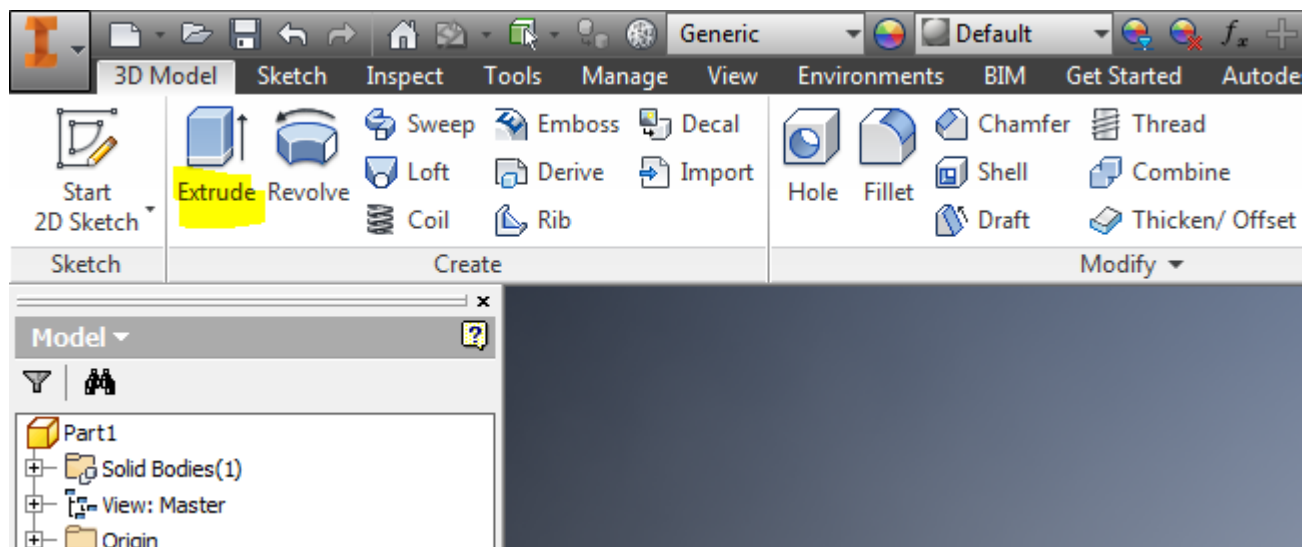 Generic Default fx
3D Model Sketch Inspect Tools Manage View Environments BIM Get Started Autode
Sweep Emboss Decal Chamfer Thread
Loft Derive Import Shell Combine
Start Extrude Revolve Hole Fillet
2D Sketch Coil Rib Draft Thicken/ Offset
Sketch Create Modify
Model
Part1
Solid Bodies(1)
View: Master
Origin